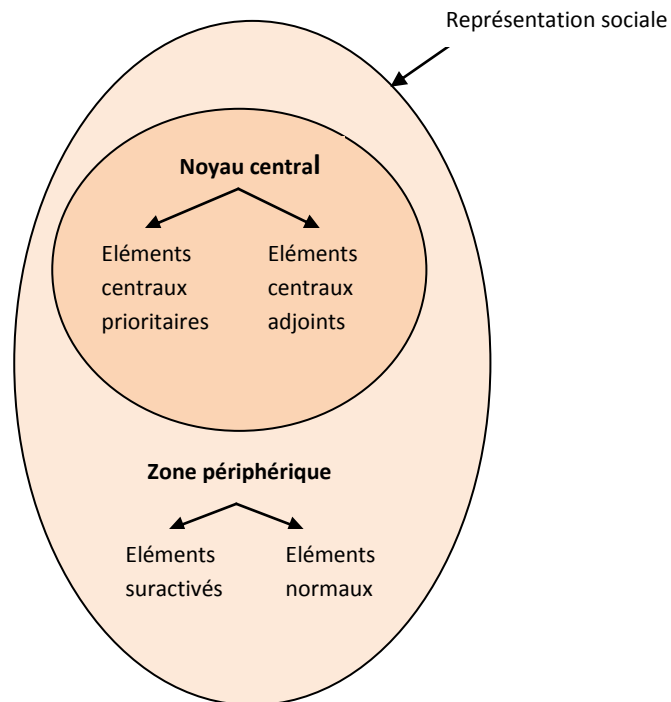 Représentation sociale
Noyau central
Eléments
centraux
prioritaires
Eléments
centraux
adjoints
Zone périphérique
Eléments
suractivés
Eléments
normaux